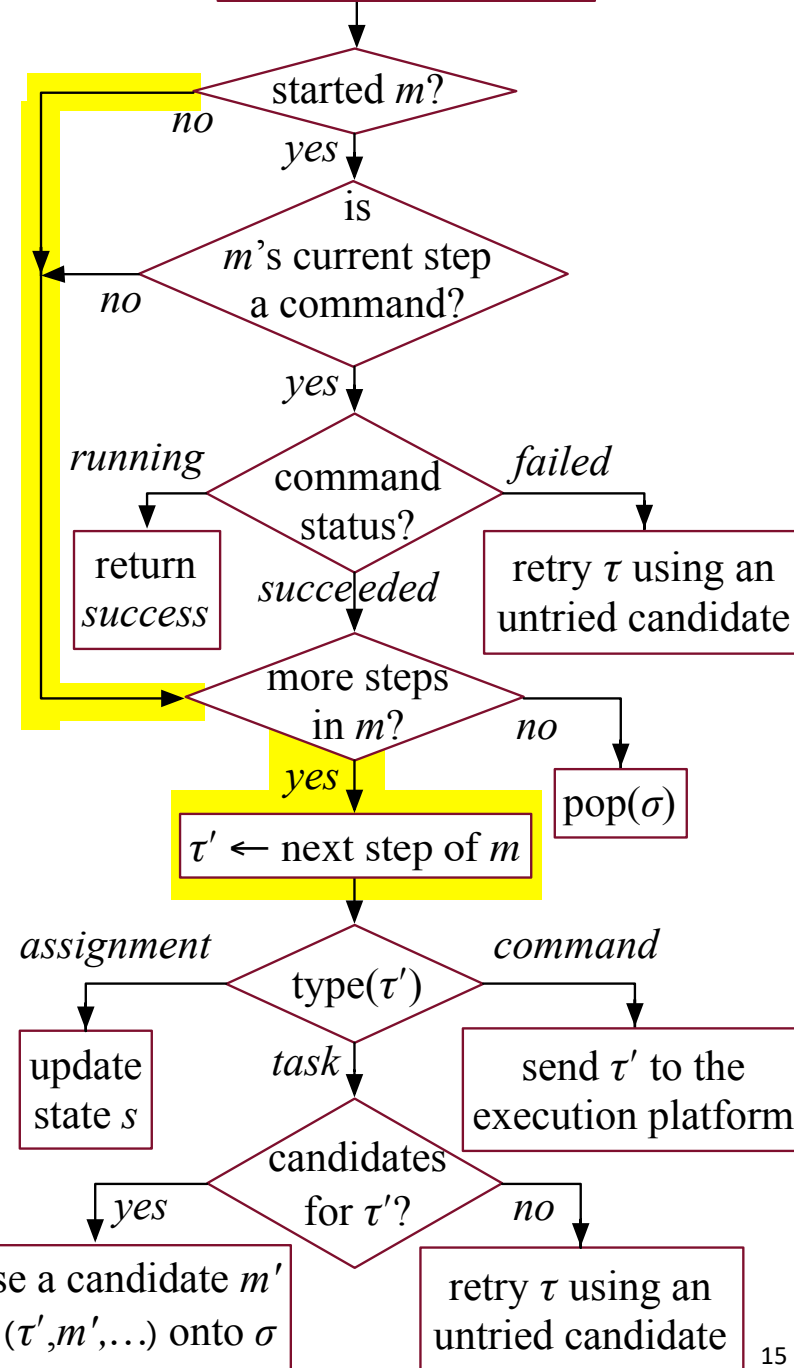 started m?
no
yes
is
m's current step
a command?
no
yes
running
failed
command
status?
return
success
retry τ using an
untried candidate
succeeded
more steps
in m?
no
yes
pop(σ)
τ′ ← next step of m
assignment
command
type(τ′)
update
state s
task
send τ′ to the
execution platform
candidates
for τ′?
yes
no
a candidate m′
(τ′,m′,…) onto σ
retry τ using an
untried candidate
15